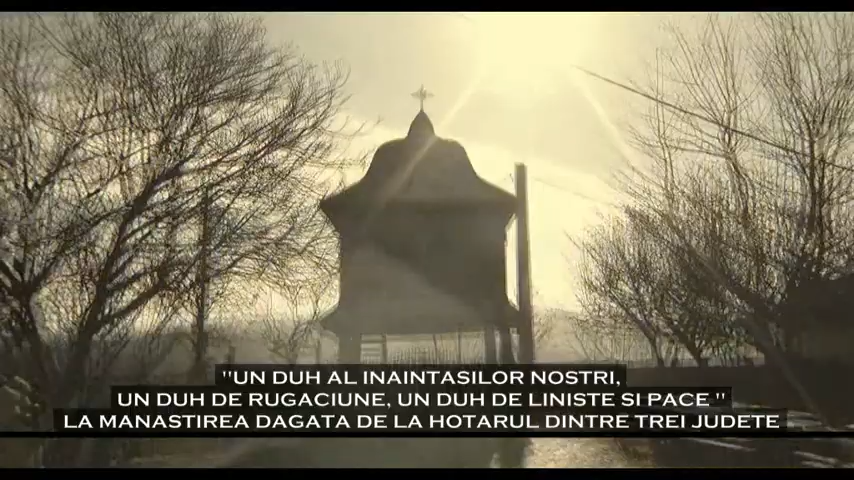 "UN DUH AL INAINTASILOR NOSTRI,
UN DUH DE RUGACIUNE, UN DUH DE LINISTE SI PACE "
LA MANASTIREA DAGATA DE LA HOTARUL DINTRE TREI JUDETE